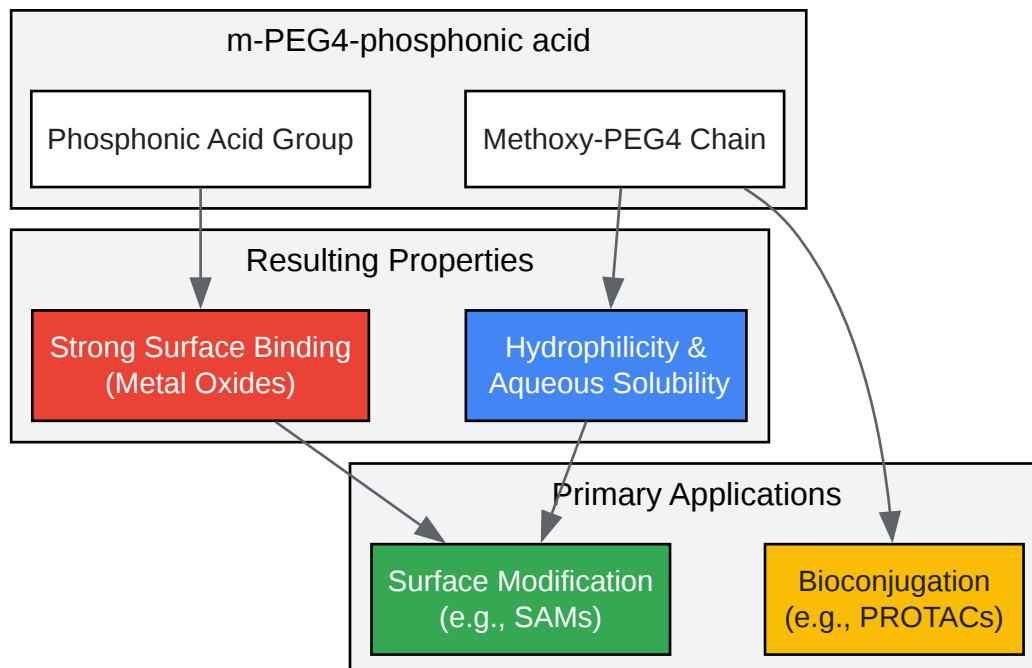 m-PEG4-phosphonic acid
Phosphonic Acid Group
Methoxy-PEG4 Chain
Resulting Properties
Strong Surface Binding
(Metal Oxides)
Hydrophilicity &
Aqueous Solubility
Primary Applications
Surface Modification
(e.g., SAMs)
Bioconjugation
(e.g., PROTACs)